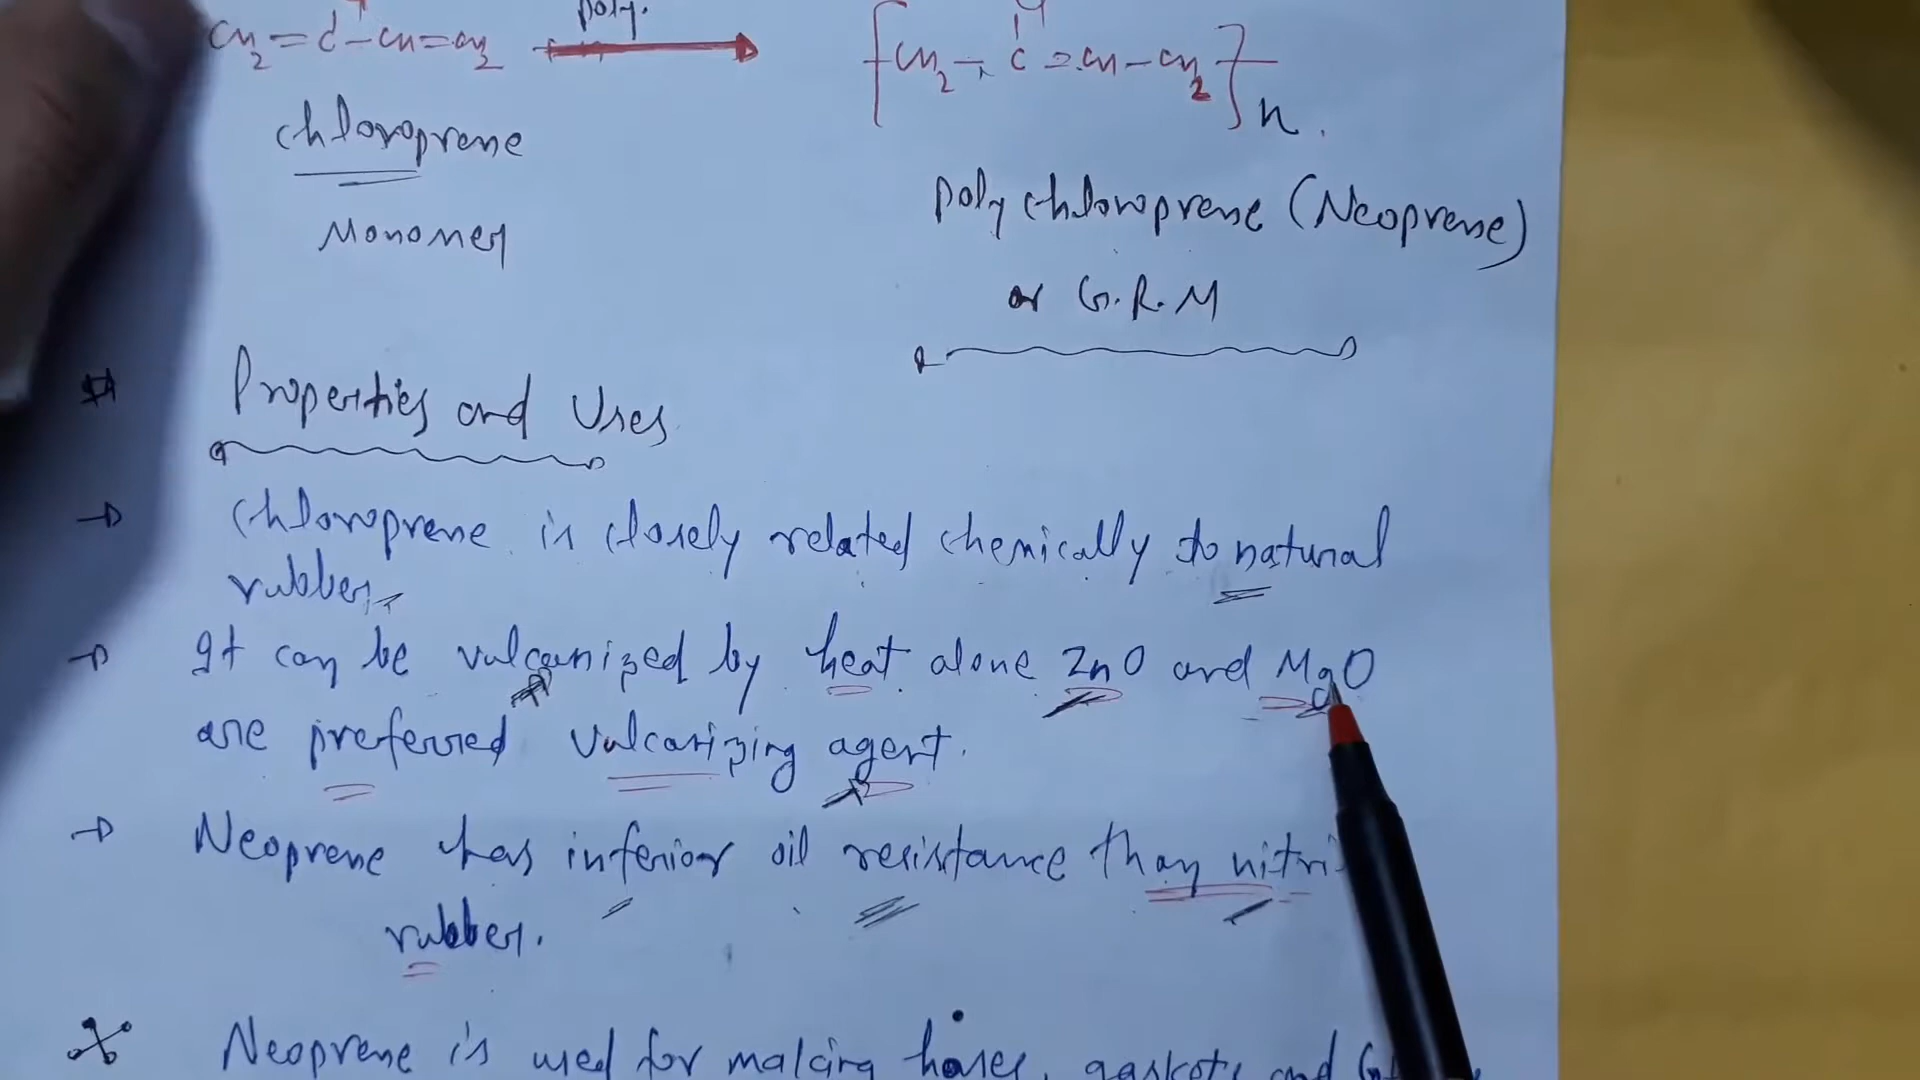 poly.
Cl
CH2=C-CH=CH2
[CH2-C=CH-CH2]n.
chloroprene
Monomer
polychloroprene (Neoprene)
or G.R.M
Properties and Uses
Chloroprene is closely related chemically to natural
rubber.
It can be vulcanized by heat alone ZnO and MgO
are preferred vulcanizing agent.
Neoprene has inferior oil resistance than nitri
rubber.
Neoprene is used for making hoses, gaskets and